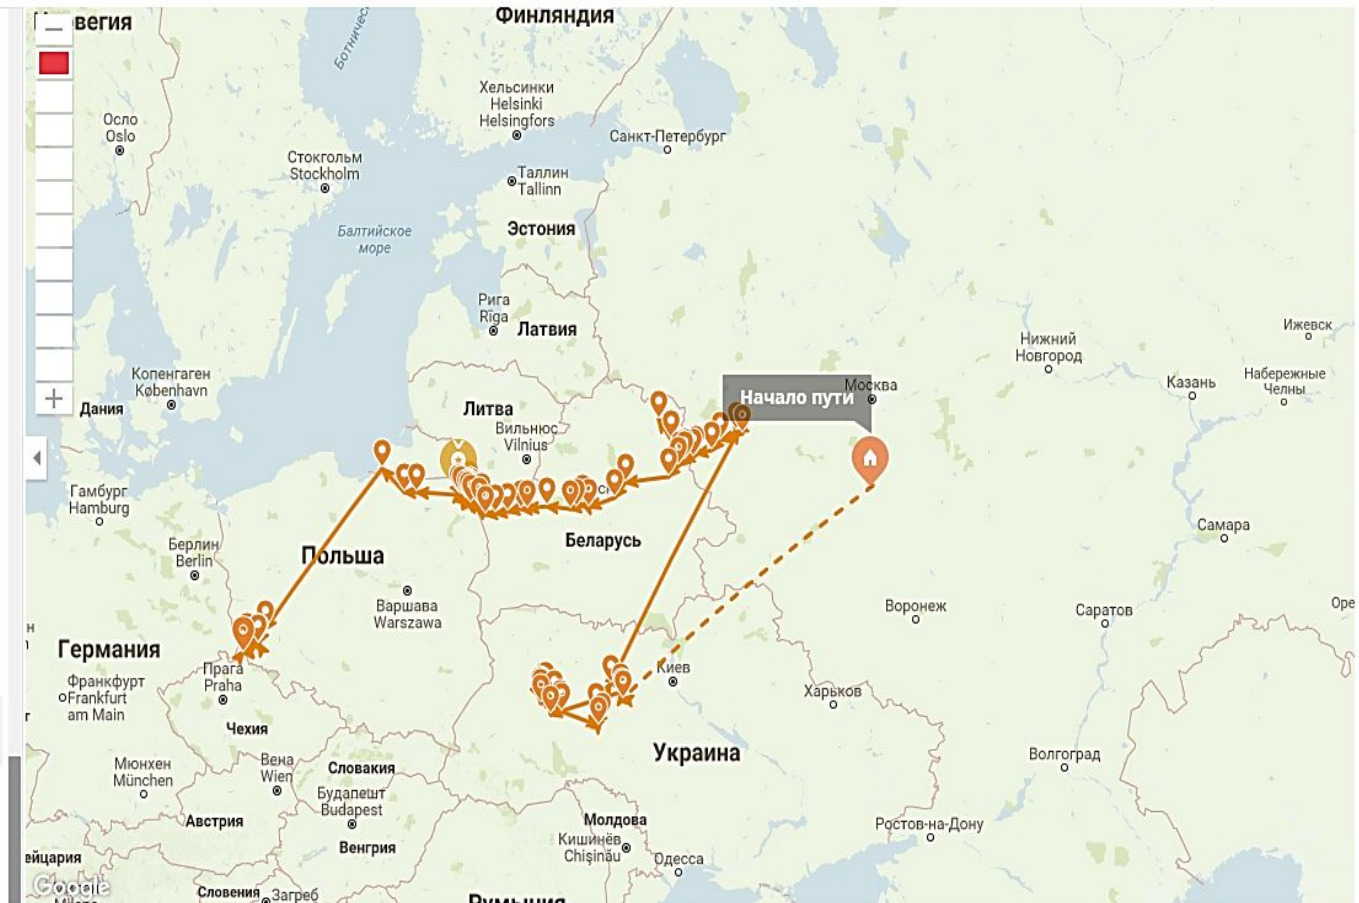 Финляндия
Хельсинки
Helsinki
Helsingfors
Санкт-Петербург
Осло
Oslo
Стокгольм
Stockholm
Таллин
Tallinn
Эстония
Балтийское
море
Рига
Rīga
Латвия
Ижевск
Нижний
Новгород
Копенгаген
København
Дания
Литва
Вильнюс
Vilnius
Начало пути
Москва
Казань
Набережные
Челны
Гамбург
Hamburg
Самара
Берлин
Berlin
Польша
Беларусь
Варшава
Warszawa
Воронеж
Саратов
Германия
Прага
Praha
Киев
Франкфурт
Frankfurt
am Main
Харьков
Чехия
Украина
Волгоград
Мюнхен
München
Вена
Wien
Словакия
Будапешт
Budapest
Австрия
Венгрия
Молдова
Кишинёв
Chișinău
Одесса
Ростов-на-Дону
Google
Словения
Загреб
Румыния